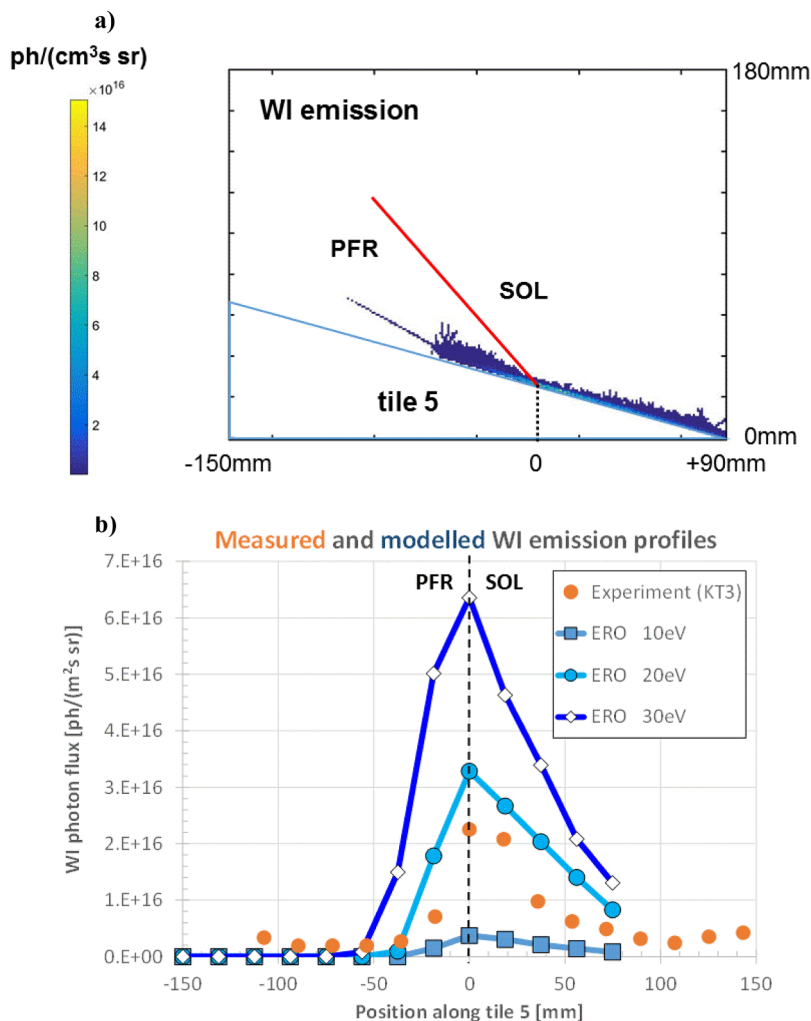 a)
ph/(cm³s sr)
×10¹⁶
14
12
10
8
6
4
2
WI emission
180mm
PFR
SOL
tile 5
0mm
-150mm
0
+90mm
b)
Measured and modelled WI emission profiles
7.E+16
6.E+16
5.E+16
4.E+16
3.E+16
2.E+16
1.E+16
0.E+00
WI photon flux [ph/(m²s sr)]
PFR SOL
Experiment (KT3)
ERO 10eV
ERO 20eV
ERO 30eV
-150 -100 -50 0 50 100 150
Position along tile 5 [mm]